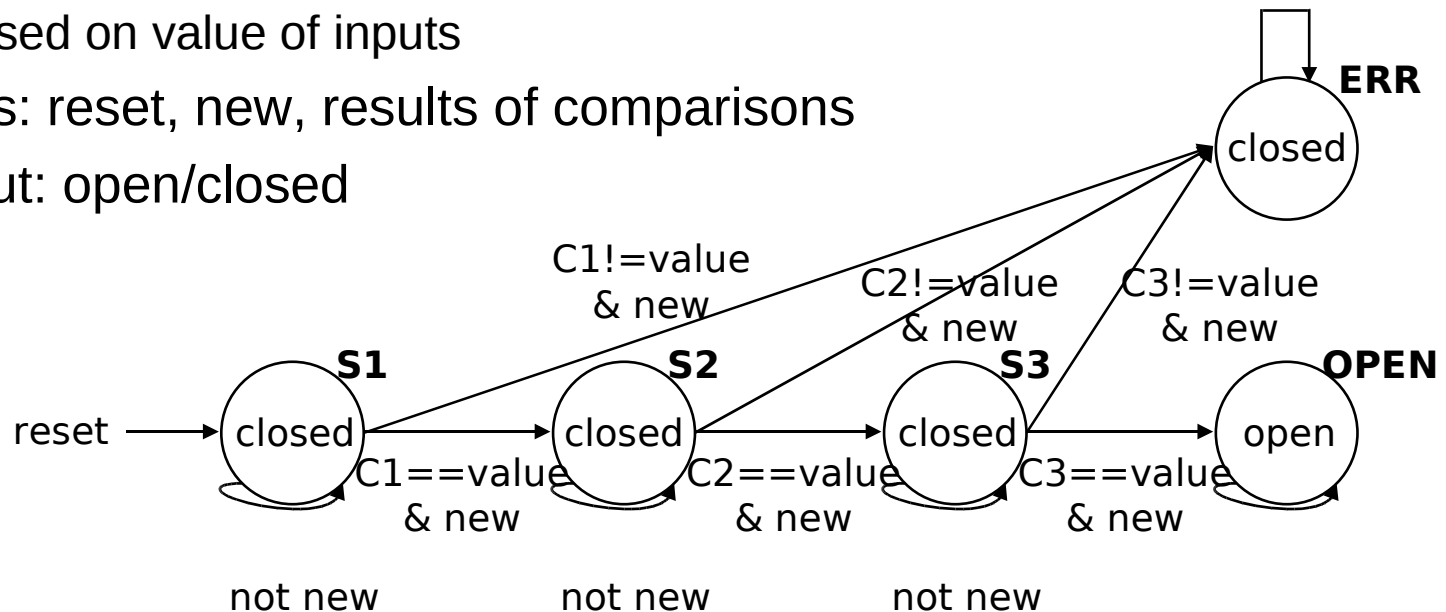 sed on value of inputs
s: reset, new, results of comparisons
ut: open/closed
ERR
closed
C1!=value
& new
C2!=value
& new
C3!=value
& new
S1
S2
S3
OPEN
reset
closed
closed
closed
open
C1==value
& new
C2==value
& new
C3==value
& new
not new
not new
not new